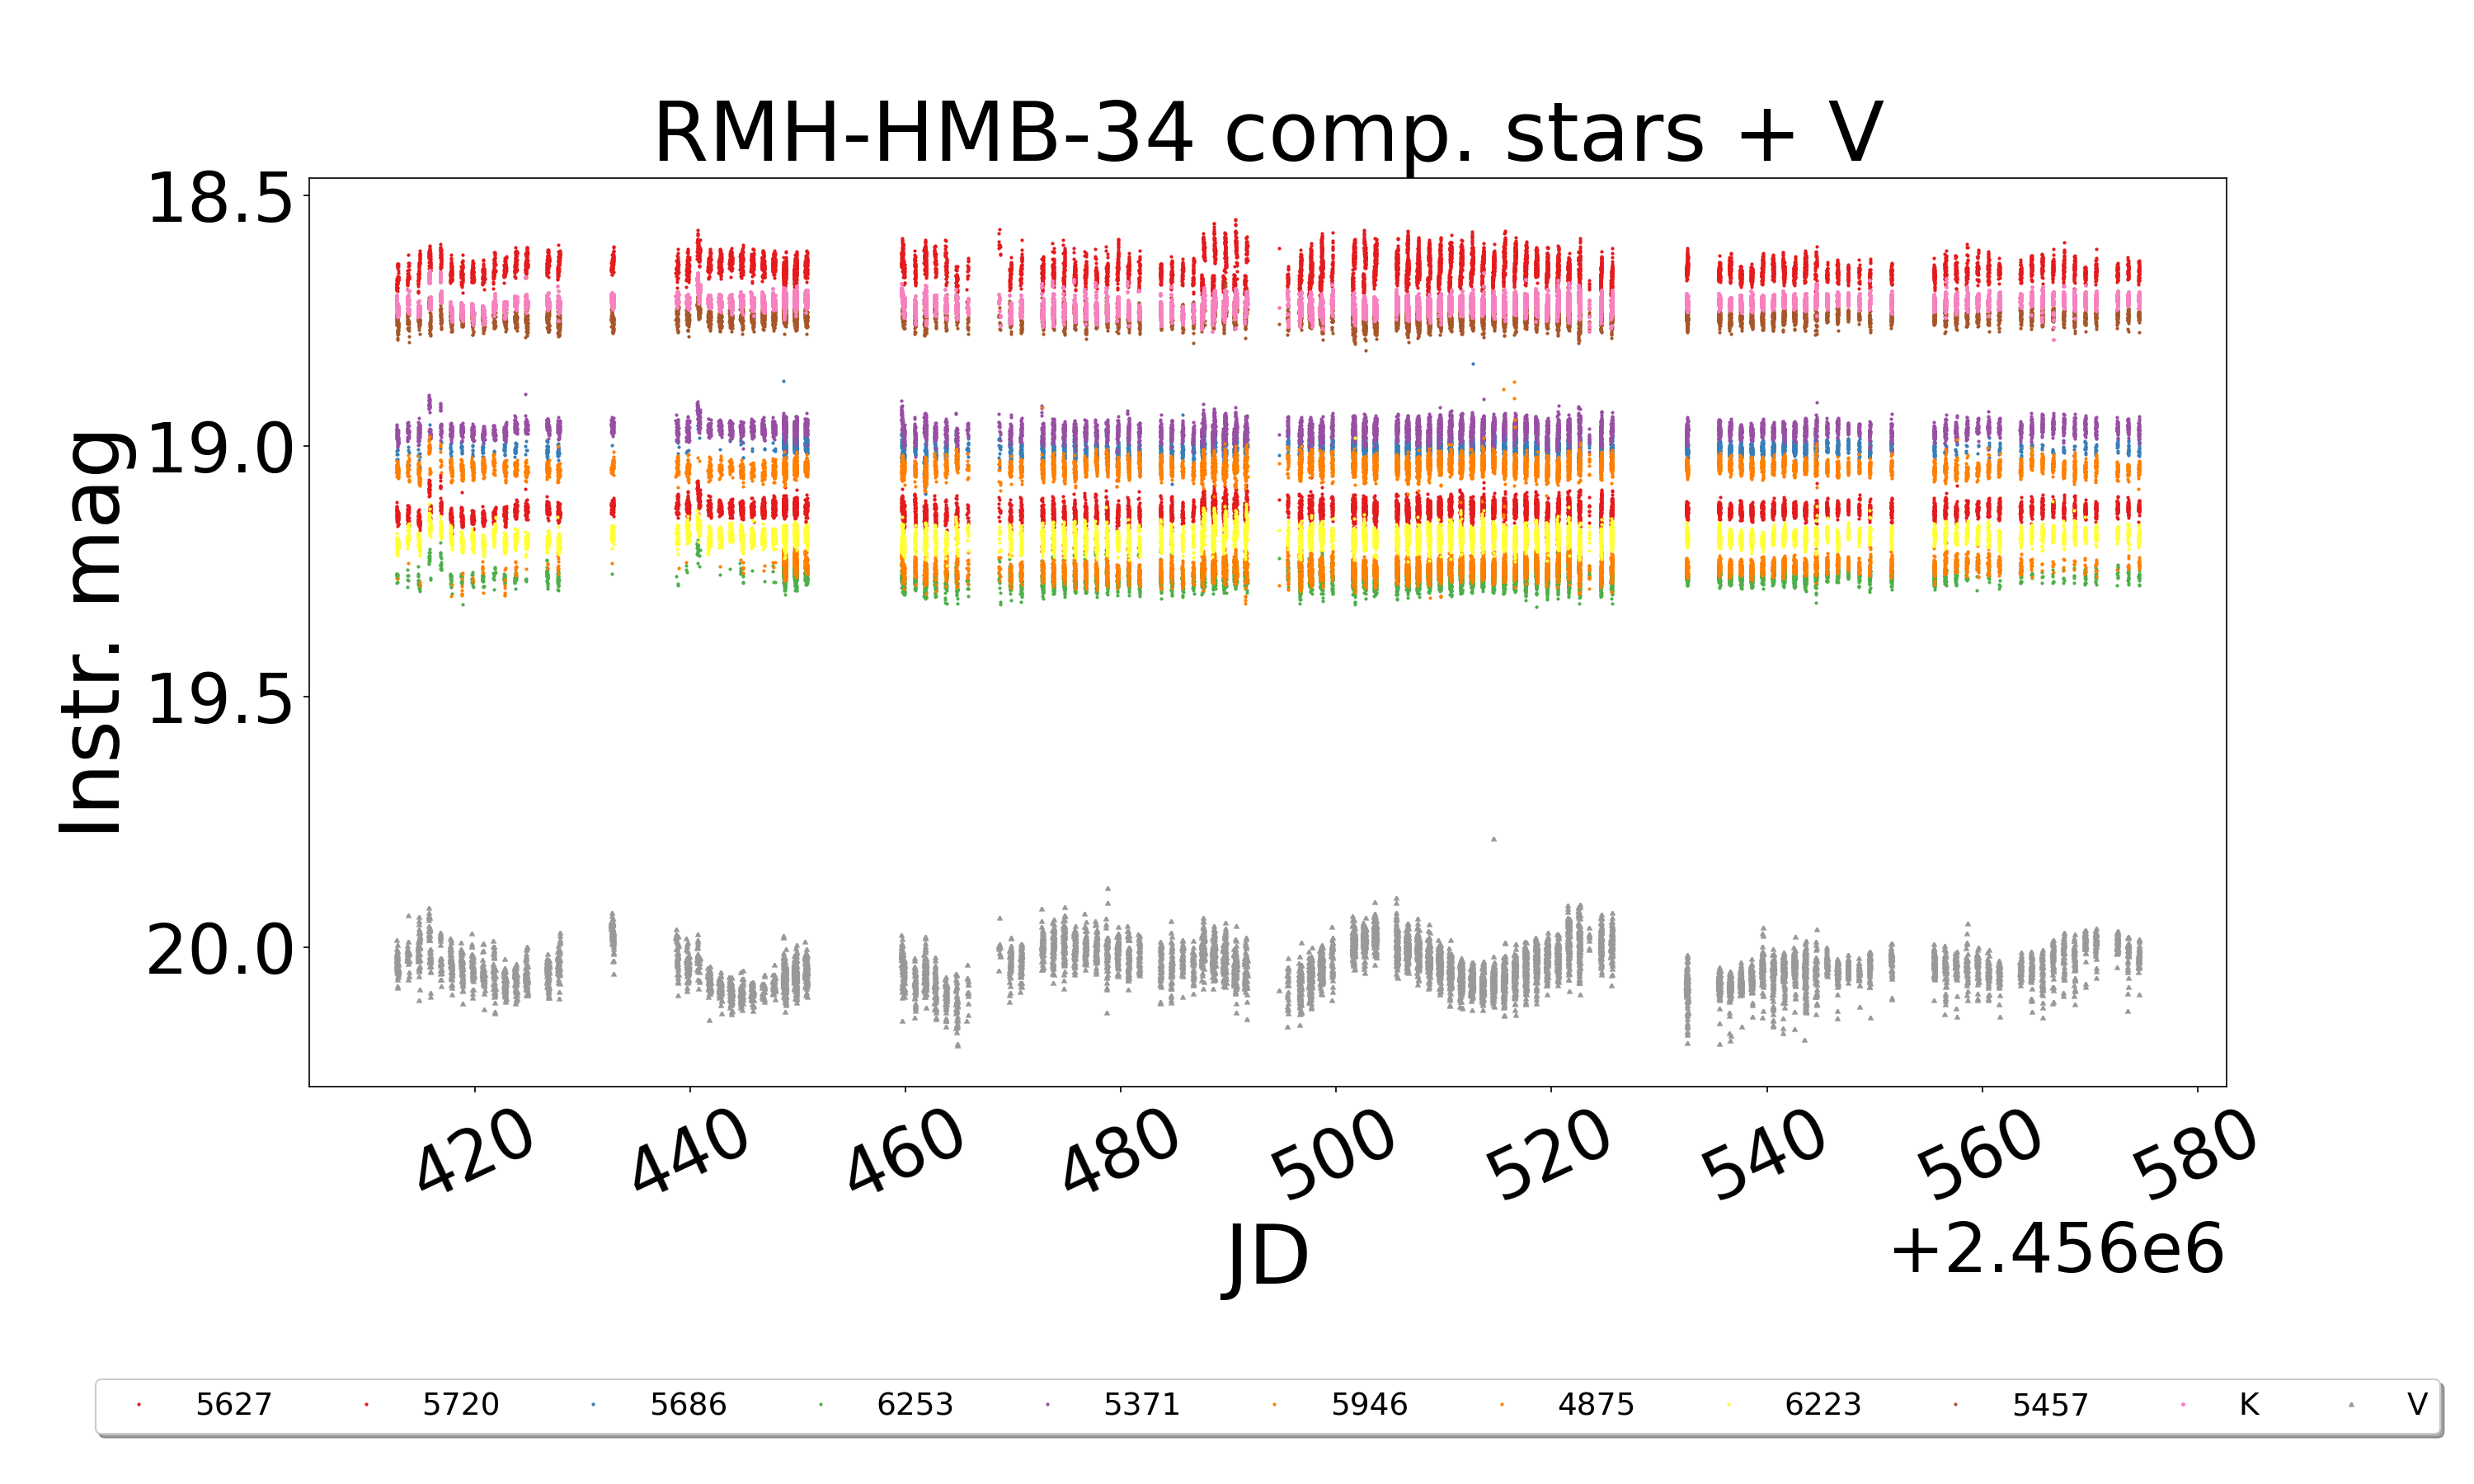 RMH-HMB-34 comp. stars + V
18.5
19.0
19.5
20.0
Instr. mag
420 440 460 480 500 520 540 560 580
JD
+2.456e6
5627 5720 5686 6253 5371 5946 4875 6223 5457 K V